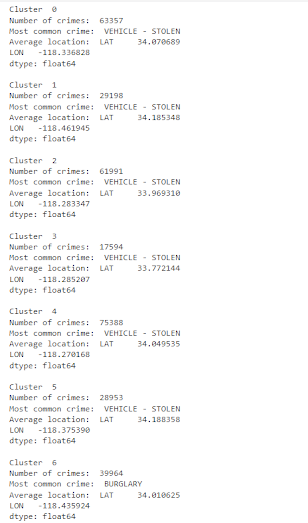 Cluster  0
Number of crimes:  63357
Most common crime:  VEHICLE - STOLEN
Average location:  LAT     34.070689
LON   -118.336828
dtype: float64
Cluster  1
Number of crimes:  29198
Most common crime:  VEHICLE - STOLEN
Average location:  LAT     34.185348
LON   -118.461945
dtype: float64
Cluster  2
Number of crimes:  61991
Most common crime:  VEHICLE - STOLEN
Average location:  LAT     33.969310
LON   -118.283347
dtype: float64
Cluster  3
Number of crimes:  17594
Most common crime:  VEHICLE - STOLEN
Average location:  LAT     33.772144
LON   -118.285207
dtype: float64
Cluster  4
Number of crimes:  75388
Most common crime:  VEHICLE - STOLEN
Average location:  LAT     34.049535
LON   -118.270168
dtype: float64
Cluster  5
Number of crimes:  28953
Most common crime:  VEHICLE - STOLEN
Average location:  LAT     34.188358
LON   -118.375390
dtype: float64
Cluster  6
Number of crimes:  39964
Most common crime:  BURGLARY
Average location:  LAT     34.010625
LON   -118.435924
dtype: float64